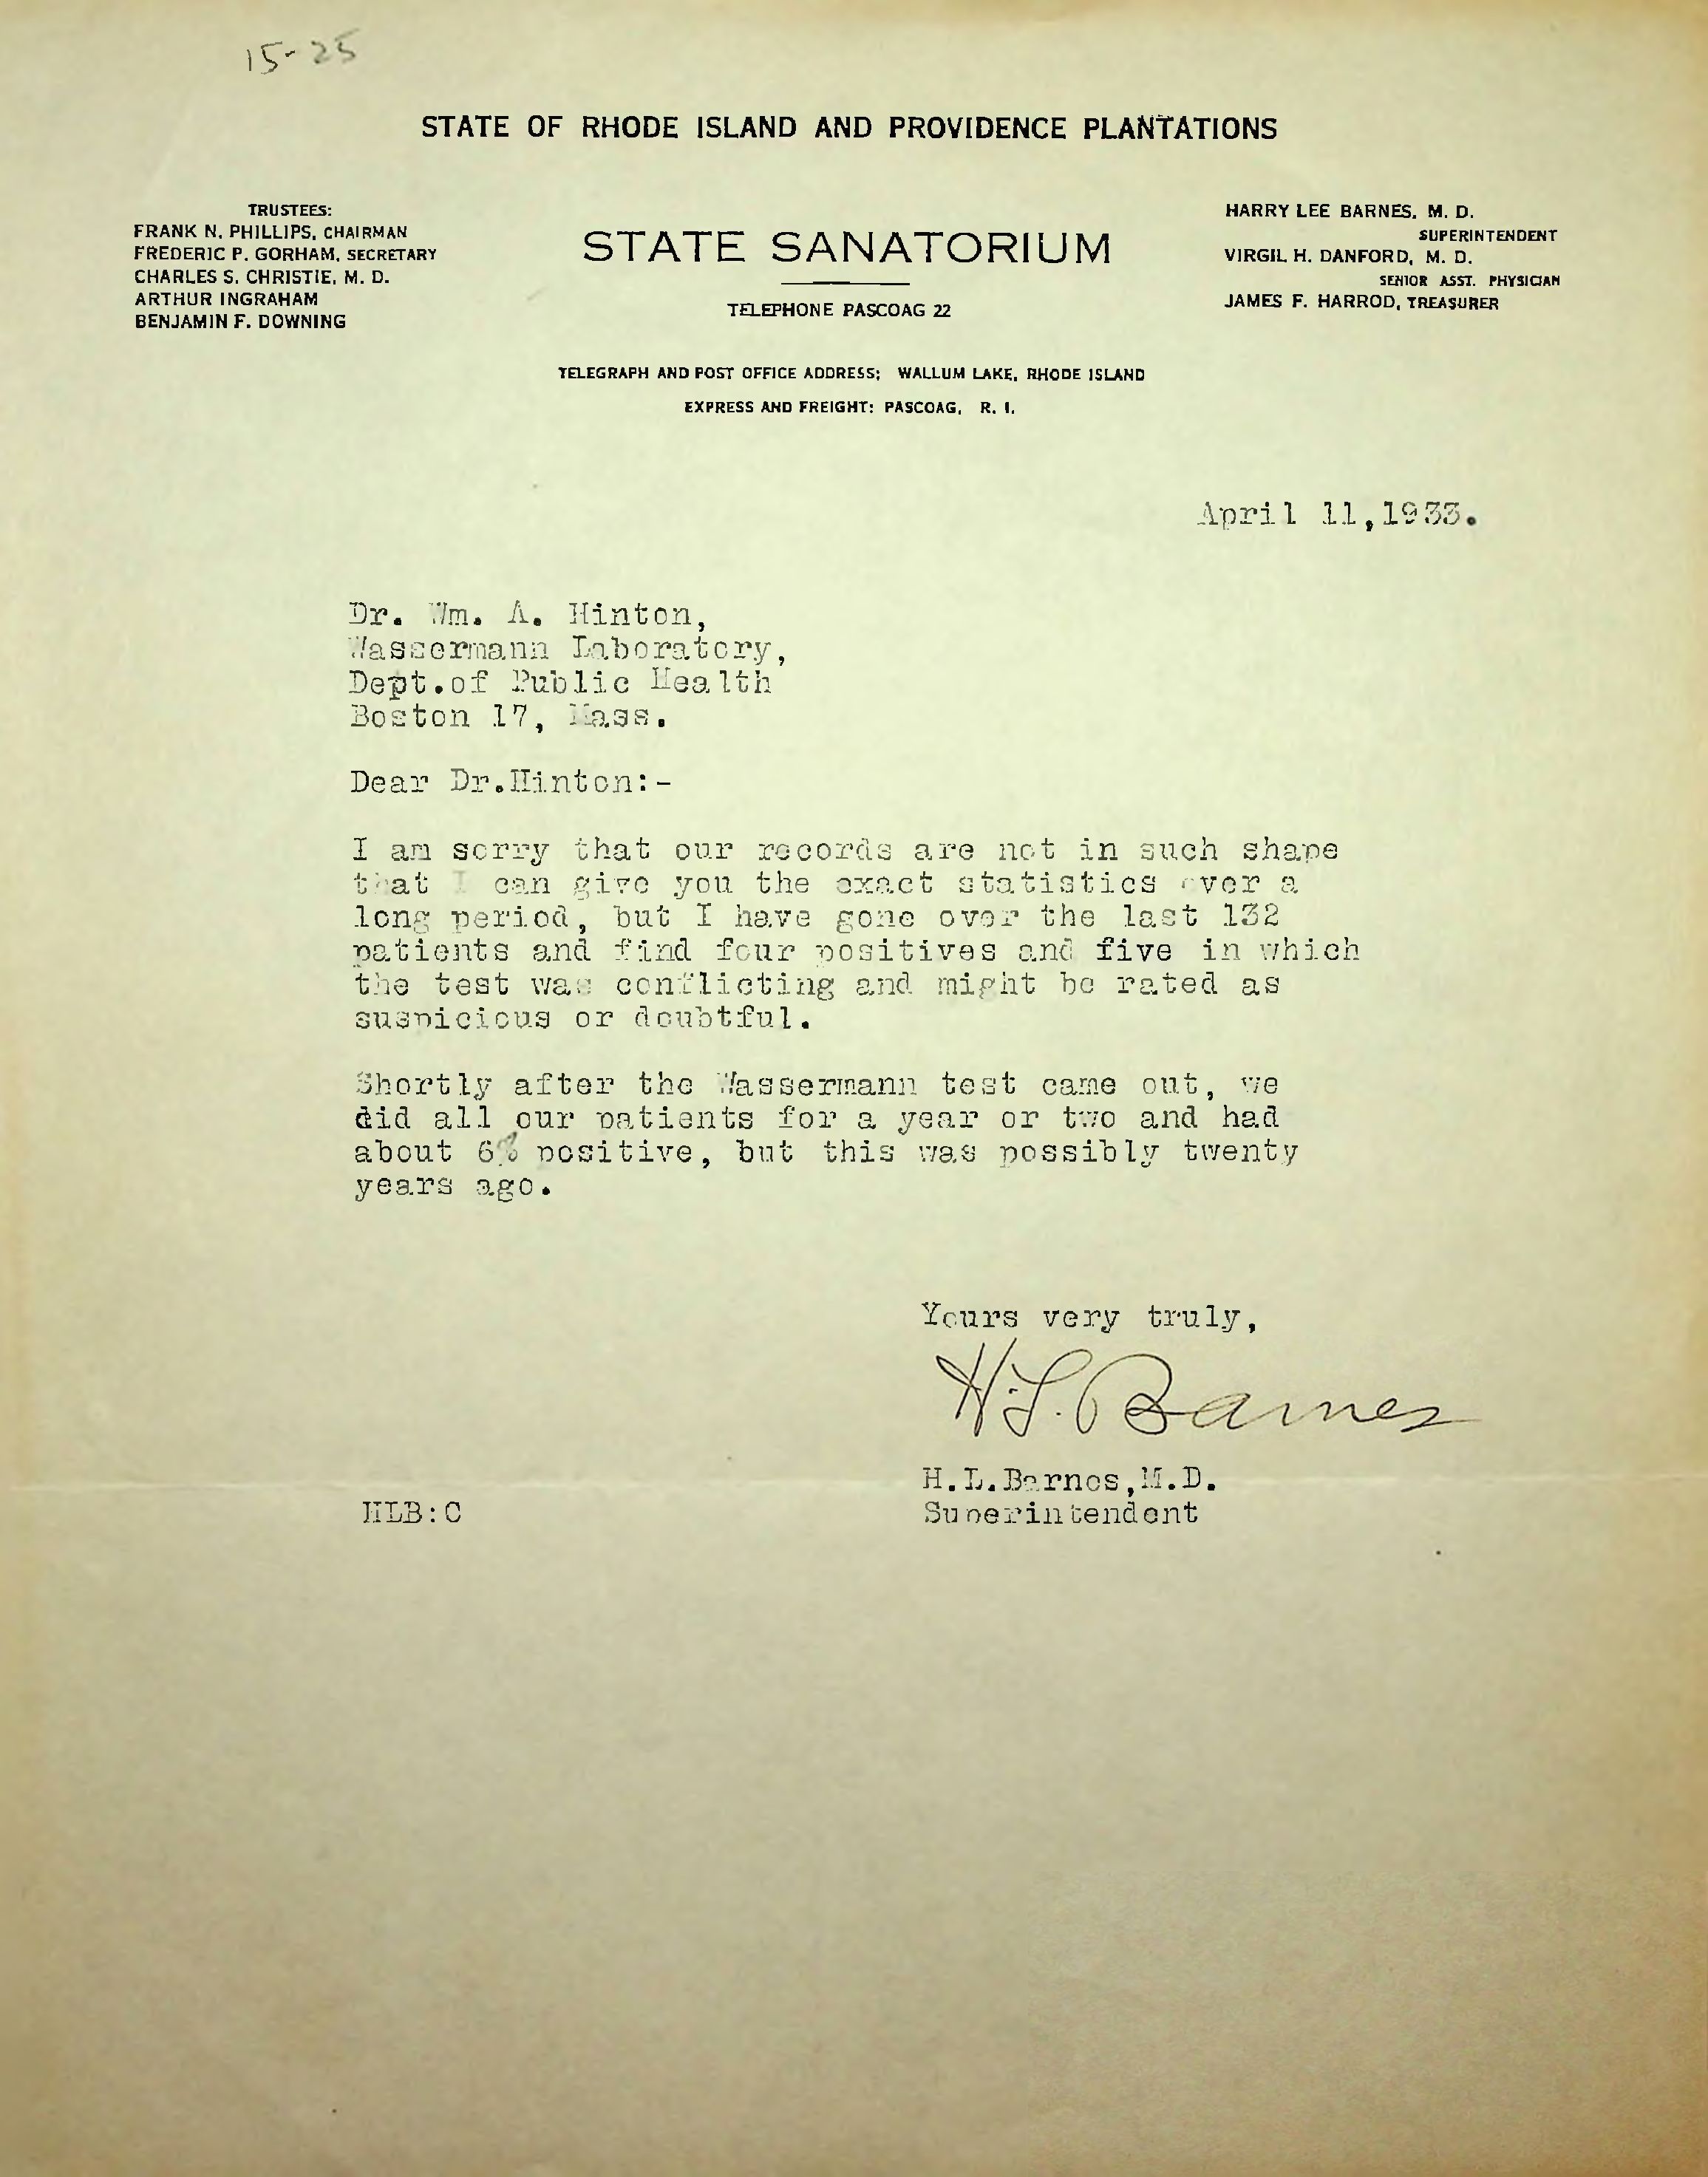 15-25
STATE OF RHODE ISLAND AND PROVIDENCE PLANTATIONS
TRUSTEES:
FRANK N. PHILLIPS, CHAIRMAN
FREDERIC P. GORHAM, SECRETARY
CHARLES S. CHRISTIE, M. D.
ARTHUR INGRAHAM
BENJAMIN F. DOWNING
STATE SANATORIUM
TELEPHONE PASCOAG 22
HARRY LEE BARNES, M. D.
SUPERINTENDENT
VIRGIL H. DANFORD, M. D.
SENIOR ASST. PHYSICIAN
JAMES F. HARROD, TREASURER
TELEGRAPH AND POST OFFICE ADDRESS; WALLUM LAKE, RHODE ISLAND
EXPRESS AND FREIGHT: PASCOAG, R. I.
April 11,1933.
Dr. Wm. A. Hinton,
Wassermann Laboratory,
Dept.of Public Health
Boston 17, Mass.
Dear Dr.Hinton:-
I am sorry that our records are not in such shape
that I can give you the exact statistics over a
long period, but I have gone over the last 132
patients and find four positives and five in which
the test was conflicting and might be rated as
suspicious or doubtful.
Shortly after the Wassermann test came out, we
did all our patients for a year or two and had
about 6% positive, but this was possibly twenty
years ago.
Yours very truly,
H.L. Barnes
H.L.Barnes,M.D.
HLB:C
Superintendent